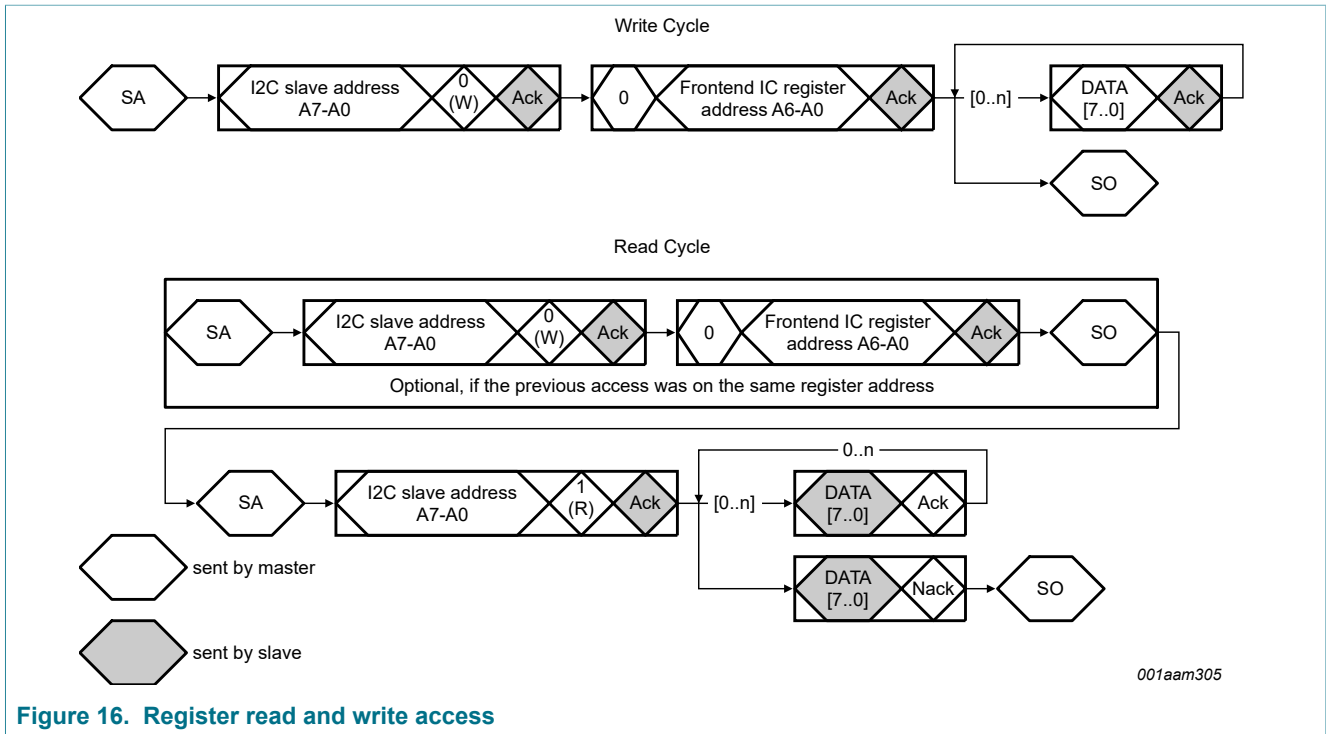 Write Cycle
SA
I2C slave address
A7-A0
0
(W)
Ack
0
Frontend IC register
address A6-A0
Ack
[0..n]
DATA
[7..0]
Ack
SO
Read Cycle
SA
I2C slave address
A7-A0
0
(W)
Ack
0
Frontend IC register
address A6-A0
Ack
SO
Optional, if the previous access was on the same register address
0..n
SA
I2C slave address
A7-A0
1
(R)
Ack
[0..n]
DATA
[7..0]
Ack
DATA
[7..0]
Nack
SO
sent by master
sent by slave
001aam305
Figure 16. Register read and write access